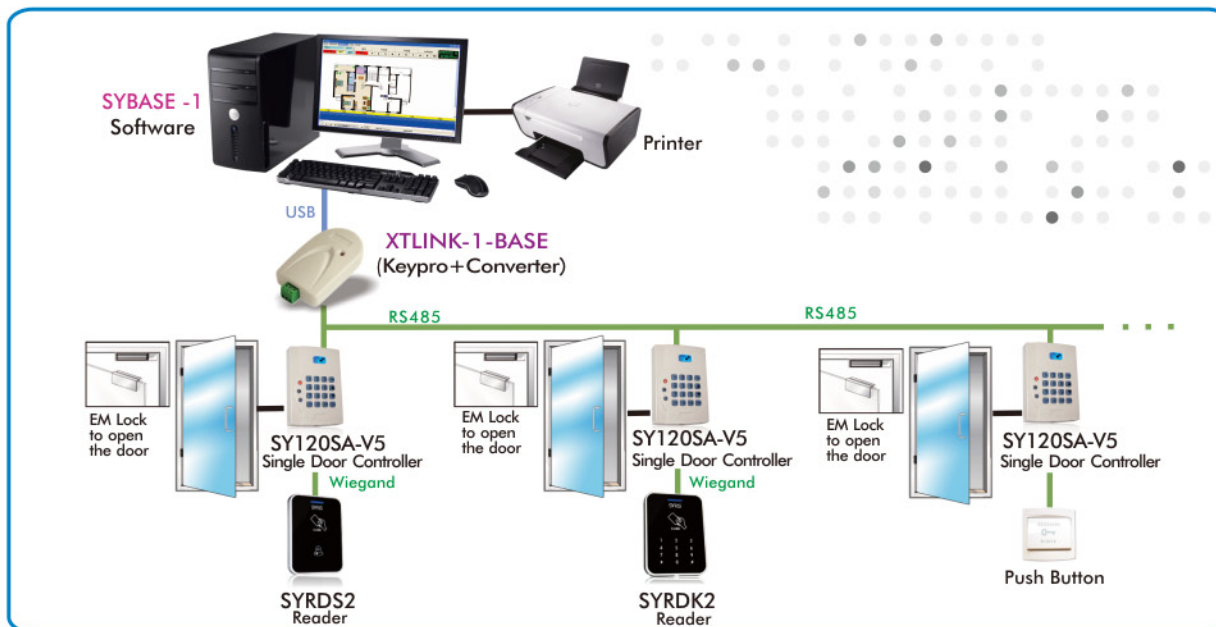 SYBASE -1
Software
Printer
USB
XTLINK-1-BASE
(Keypro+Converter)
RS485
RS485
EM Lock
to open
the door
SY120SA-V5
Single Door Controller
Wiegand
SYRDS2
Reader
EM Lock
to open
the door
SY120SA-V5
Single Door Controller
Wiegand
SYRDK2
Reader
EM Lock
to open
the door
SY120SA-V5
Single Door Controller
Push Button